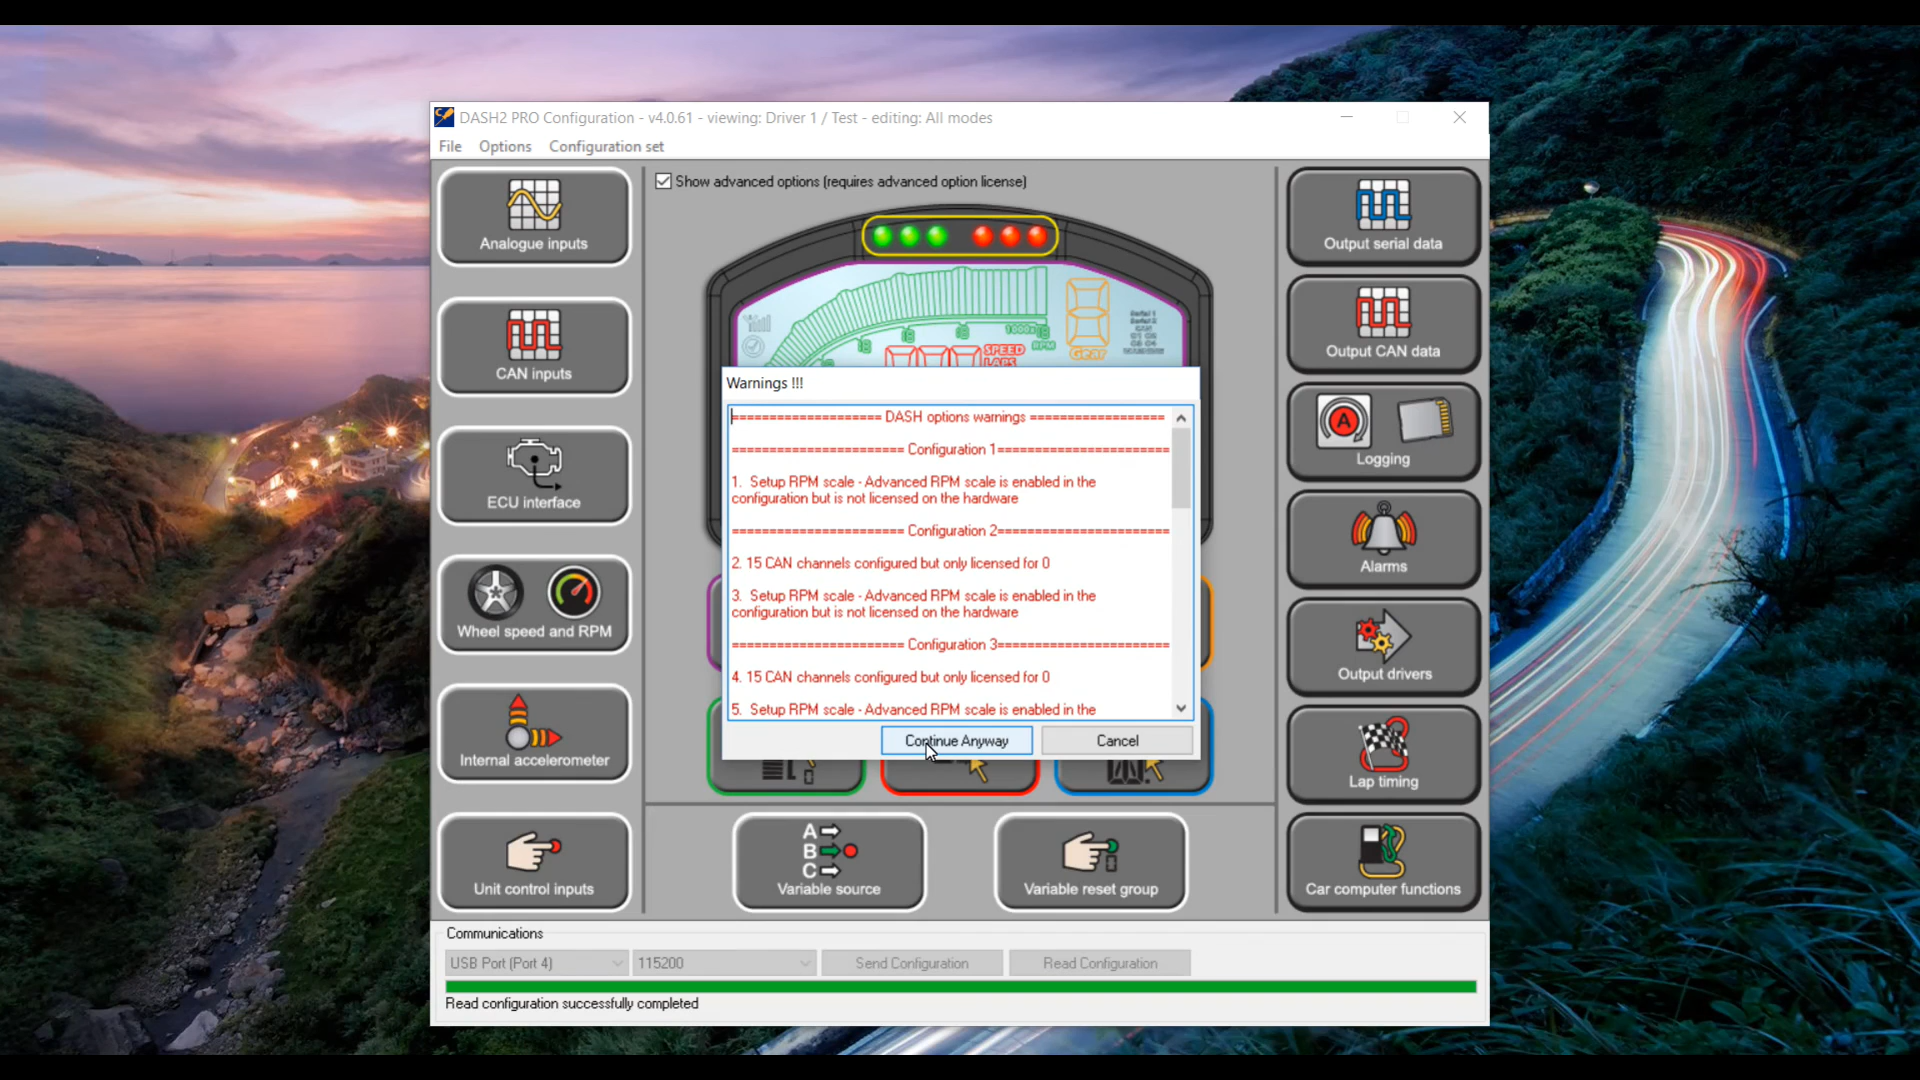 DASH2 PRO Configuration - v4.0.61 - viewing: Driver 1 / Test - editing: All modes
File Options Configuration set
Show advanced options (requires advanced option license)
Analogue inputs
CAN inputs
ECU interface
Wheel speed and RPM
Internal accelerometer
Unit control inputs
1000x
RPM
SPEED
LAPS
Gear
Warnings !!!
==================== DASH options warnings ==================
======================= Configuration 1=======================
1. Setup RPM scale - Advanced RPM scale is enabled in the
configuration but is not licensed on the hardware
======================= Configuration 2=======================
2. 15 CAN channels configured but only licensed for 0
3. Setup RPM scale - Advanced RPM scale is enabled in the
configuration but is not licensed on the hardware
======================= Configuration 3=======================
4. 15 CAN channels configured but only licensed for 0
5. Setup RPM scale - Advanced RPM scale is enabled in the
Continue Anyway Cancel
A
B
C
Variable source
Variable reset group
Output serial data
Output CAN data
A
Logging
Alarms
Output drivers
Lap timing
Car computer functions
Communications
USB Port (Port 4) 115200 Send Configuration Read Configuration
Read configuration successfully completed